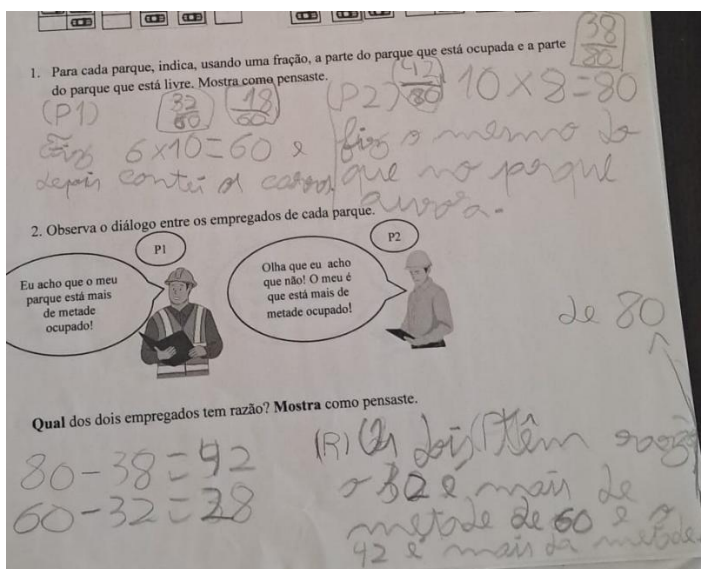 1. Para cada parque, indica, usando uma fração, a parte do parque que está ocupada e a parte
do parque que está livre. Mostra como pensaste.
38/80
(P1) 32/60 18/60
Fiz 6x10=60 e
depois contei os carros
(P2) 42/80 10 x 8=80
fiz o mesmo do
que no parque
aurora.
2. Observa o diálogo entre os empregados de cada parque.
P1
Eu acho que o meu
parque está mais
de metade
ocupado!
P2
Olha que eu acho
que não! O meu é
que está mais de
metade ocupado!
de 80
Qual dos dois empregados tem razão? Mostra como pensaste.
80-38=42
60-32=28
(R) Os dois têm razão
o 32 é mais de
metade de 60 e o
42 é mais da metade